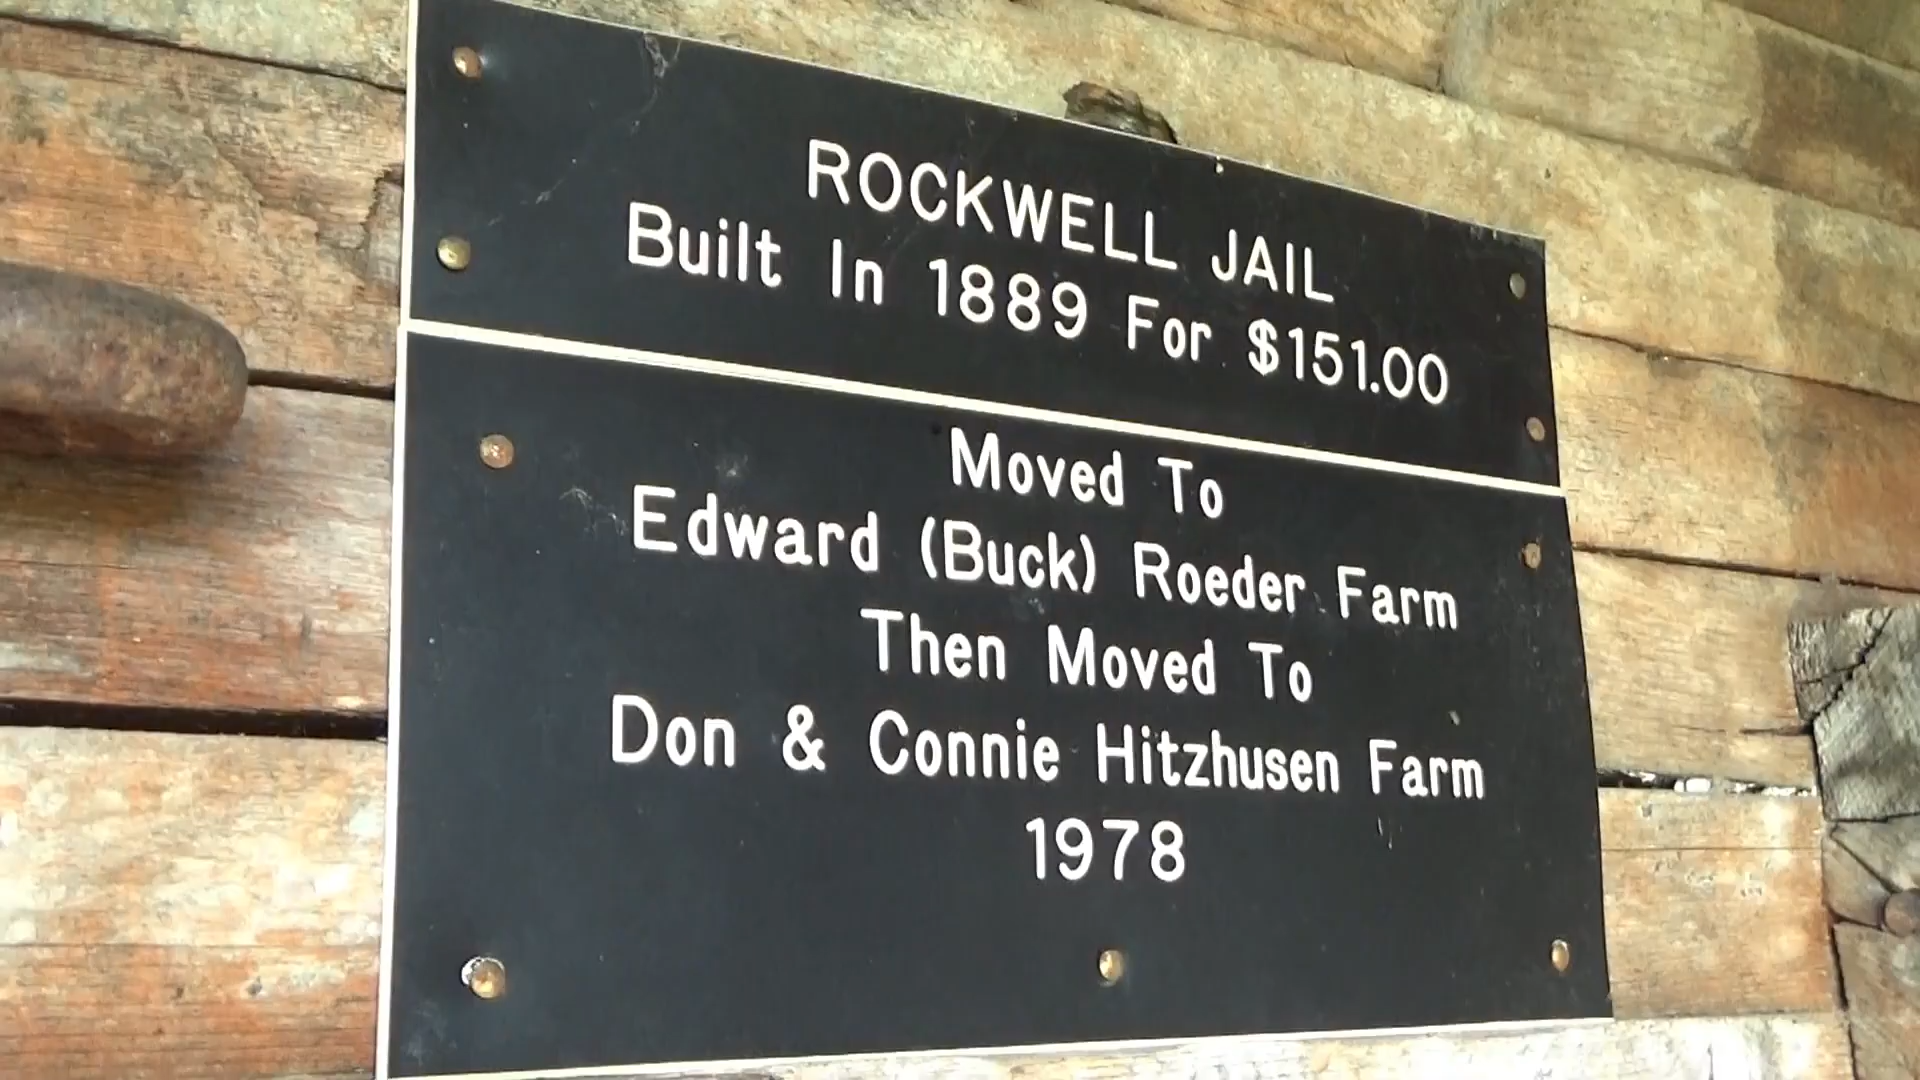 ROCKWELL JAIL
Built In 1889 For $151.00
Moved To
Edward (Buck) Roeder Farm
Then Moved To
Don & Connie Hitzhusen Farm
1978